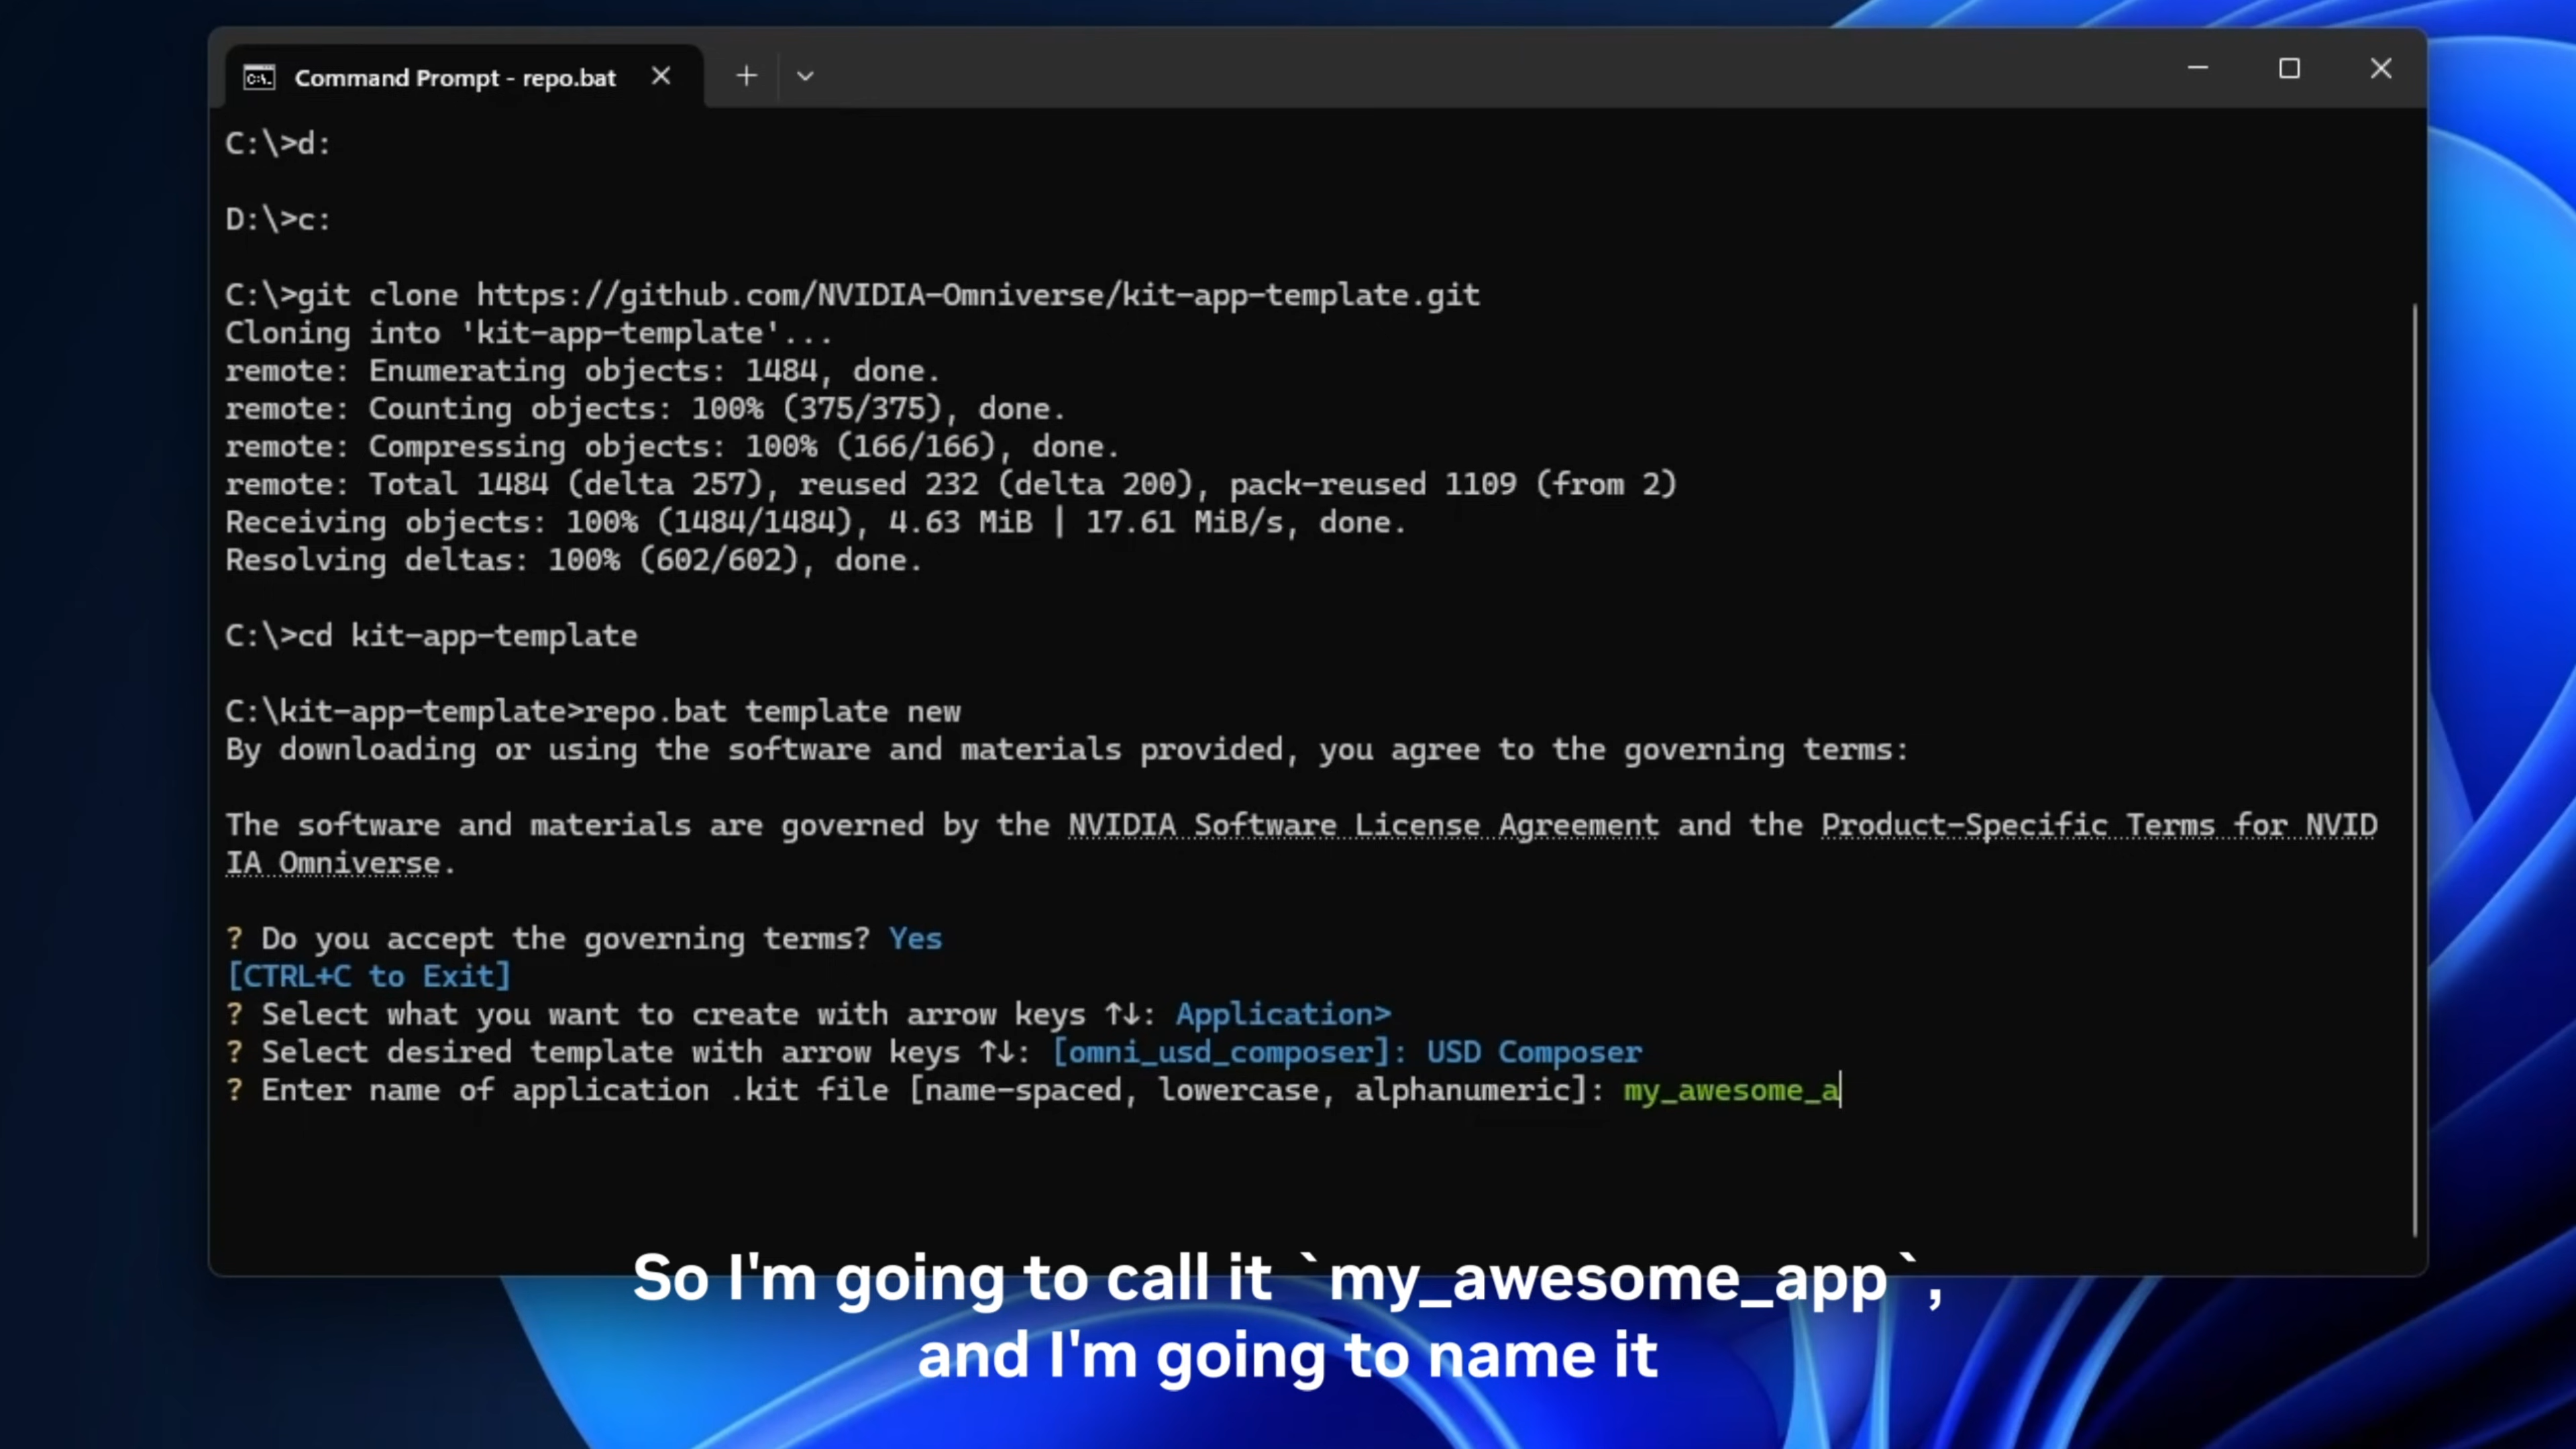 Command Prompt - repo.bat
C:\>d:
D:\>c:
C:\>git clone https://github.com/NVIDIA-Omniverse/kit-app-template.git
Cloning into 'kit-app-template'...
remote: Enumerating objects: 1484, done.
remote: Counting objects: 100% (375/375), done.
remote: Compressing objects: 100% (166/166), done.
remote: Total 1484 (delta 257), reused 232 (delta 200), pack-reused 1109 (from 2)
Receiving objects: 100% (1484/1484), 4.63 MiB | 17.61 MiB/s, done.
Resolving deltas: 100% (602/602), done.
C:\>cd kit-app-template
C:\kit-app-template>repo.bat template new
By downloading or using the software and materials provided, you agree to the governing terms:
The software and materials are governed by the NVIDIA Software License Agreement and the Product-Specific Terms for NVID
IA Omniverse.
? Do you accept the governing terms? Yes
[CTRL+C to Exit]
? Select what you want to create with arrow keys ↑↓: Application>
? Select desired template with arrow keys ↑↓: [omni_usd_composer]: USD Composer
? Enter name of application .kit file [name-spaced, lowercase, alphanumeric]: my_awesome_a
So I'm going to call it `my_awesome_app`,
and I'm going to name it